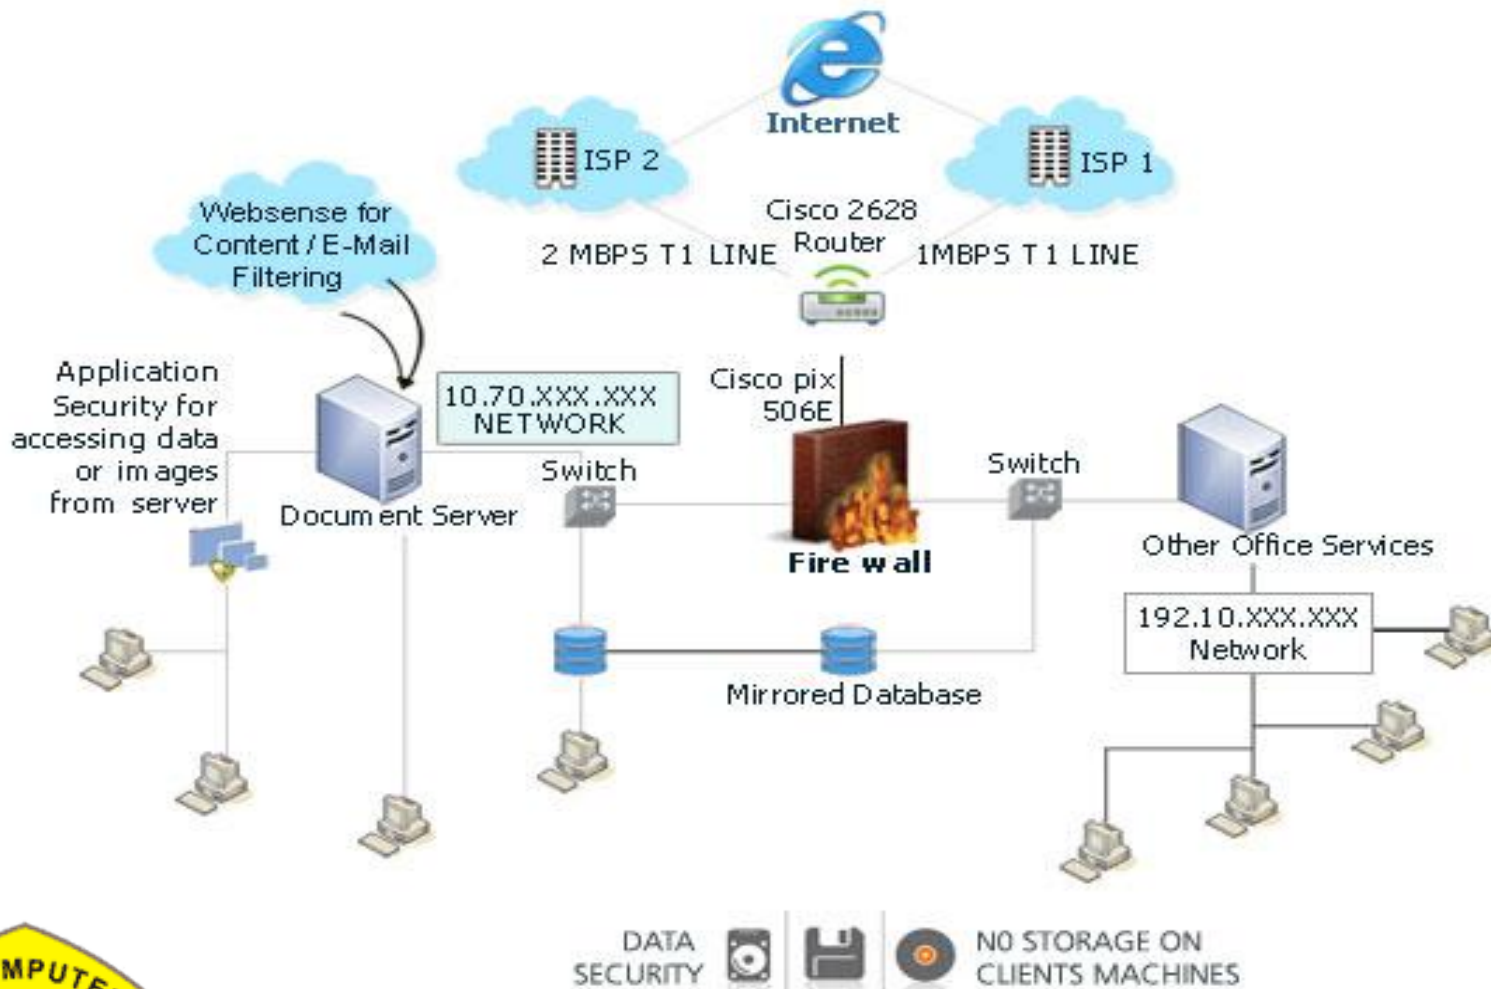 Internet
ISP 2
ISP 1
Websense for
Content / E-Mail
Filtering
Cisco 2628
Router
2 MBPS T1 LINE
1MBPS T1 LINE
Application
Security for
accessing data
or images
from server
10.70.XXX.XXX
NETWORK
Cisco pix
506E
Switch
Switch
Document Server
Fire wall
Other Office Services
192.10.XXX.XXX
Network
Mirrored Database
DATA
SECURITY
N0 STORAGE ON
CLIENTS MACHINES